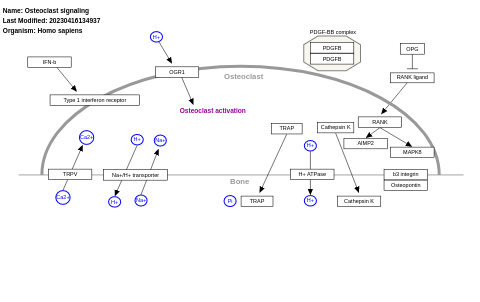 Name: Osteoclast signaling
Last Modified: 20230416134937
Organism: Homo sapiens
H+
PDGF-BB complex
PDGFB
PDGFB
OPG
IFN-b
OGR1
Osteoclast
RANK ligand
Type 1 interferon receptor
Osteoclast activation
RANK
TRAP
Cathepsin K
Ca2+
H+
Na+
H+
AIMP2
MAPK8
TRPV
Na+/H+ transporter
Bone
H+ ATPase
b3 integrin
Osteopontin
Ca2+
H+
Na+
Pi
TRAP
H+
Cathepsin K